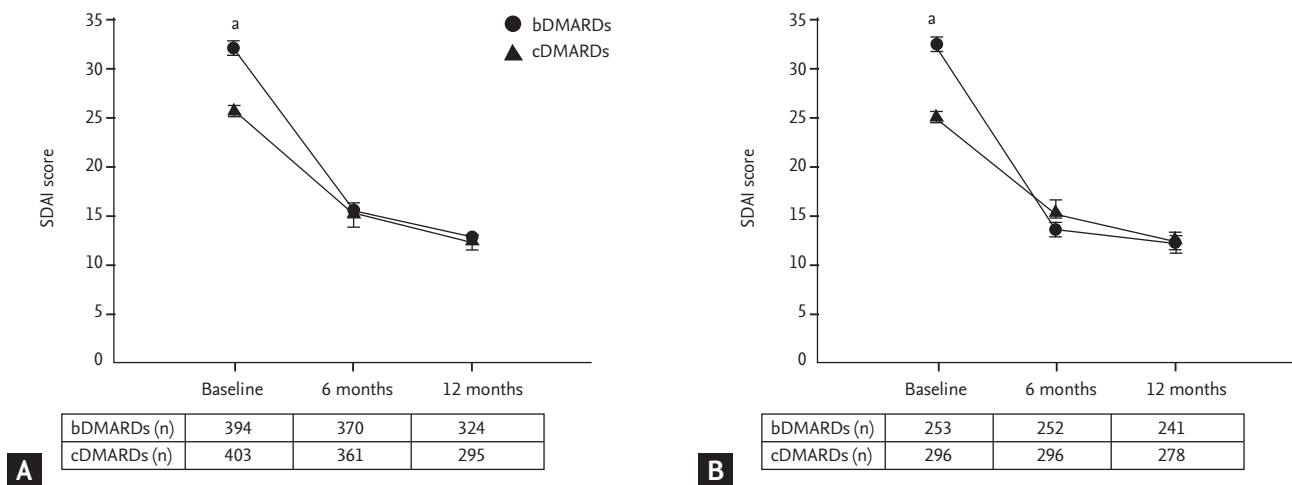 35
30
25
20
15
10
5
0
SDAI score
a
bDMARDs
cDMARDs
Baseline 6 months 12 months
bDMARDs (n) 394 370 324
cDMARDs (n) 403 361 295
A
35
30
25
20
15
10
5
0
SDAI score
a
Baseline 6 months 12 months
bDMARDs (n) 253 252 241
cDMARDs (n) 296 296 278
B